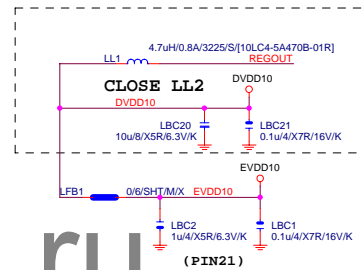 4.7uH/0.8A/3225/S/[10LC4-5A470B-01R]
LL1
REGOUT
CLOSE LL2
DVDD10
DVDD10
LBC20
10u/8/X5R/6.3V/K
LBC21
0.1u/4/X7R/16V/K
EVDD10
LFB1
0/6/SHT/M/X
EVDD10
LBC2
1u/4/X5R/6.3V/K
LBC1
0.1u/4/X7R/16V/K
(PIN21)
ru